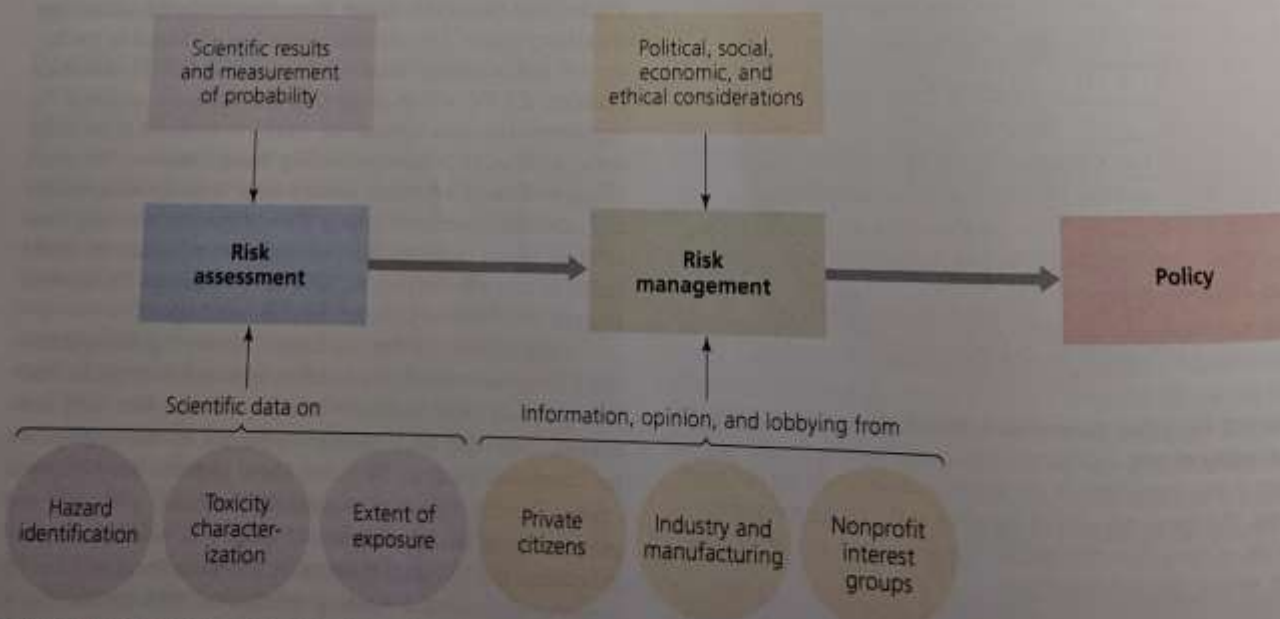 Scientific results
and measurement
of probability
Political, social,
economic, and
ethical considerations
Risk
assessment
Risk
management
Policy
Scientific data on
Information, opinion, and lobbying from
Hazard
identification
Toxicity
character-
ization
Extent of
exposure
Private
citizens
Industry and
manufacturing
Nonprofit
interest
groups